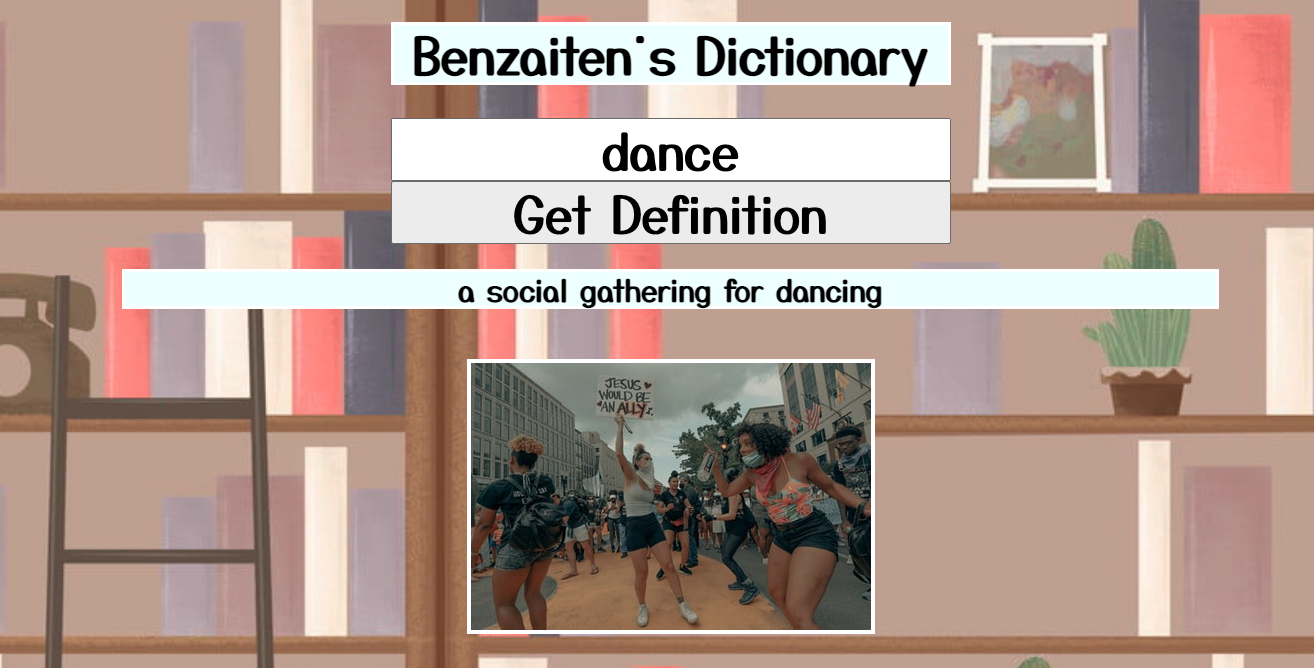 Benzaiten's Dictionary
dance
Get Definition
a social gathering for dancing
JESUS
WOULD BE
AN ALLY